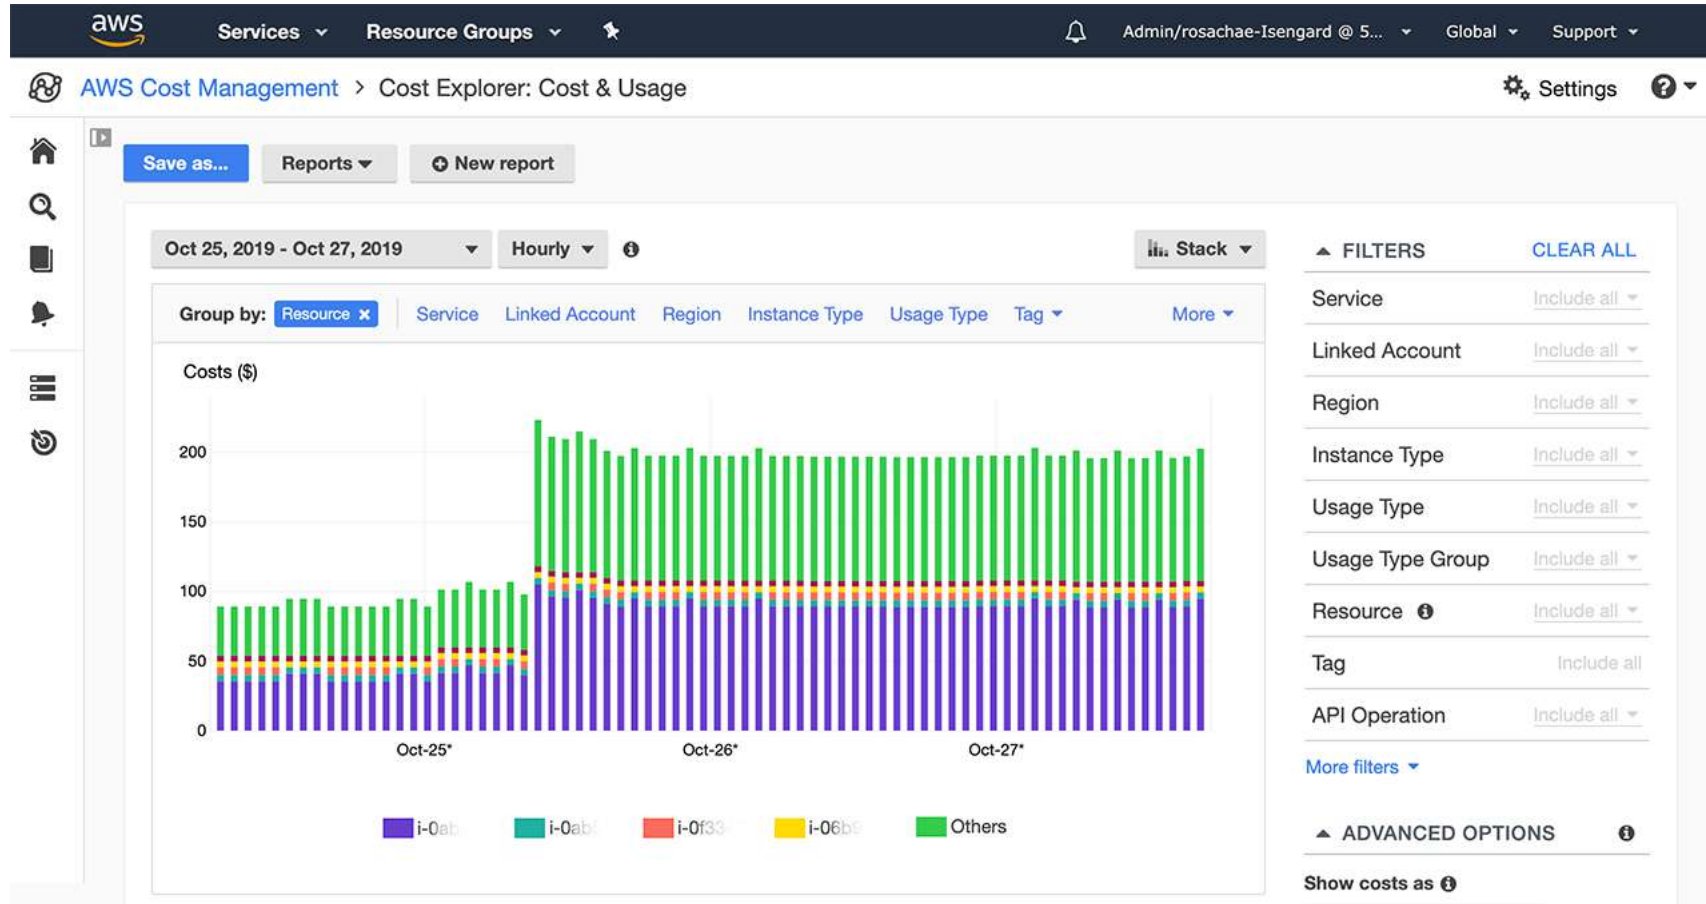 aws Services Resource Groups Admin/rosachae-Isengard @ 5... Global Support
AWS Cost Management > Cost Explorer: Cost & Usage Settings
Save as... Reports New report
Oct 25, 2019 - Oct 27, 2019 Hourly Stack
Group by: Resource × Service Linked Account Region Instance Type Usage Type Tag More
Costs ($)
200
150
100
50
0
Oct-25* Oct-26* Oct-27*
i-0ab i-0ab i-0f33 i-06b9 Others
FILTERS CLEAR ALL
Service Include all
Linked Account Include all
Region Include all
Instance Type Include all
Usage Type Include all
Usage Type Group Include all
Resource Include all
Tag Include all
API Operation Include all
More filters
ADVANCED OPTIONS
Show costs as